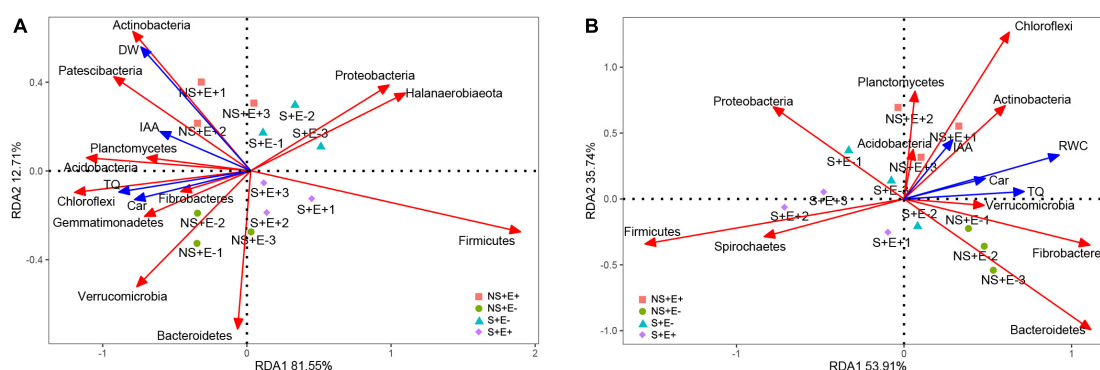 A
Actinobacteria
DW
Patescibacteria
Proteobacteria
NS+E+1
Halanaerobiaeota
NS+E+3
S+E-2
IAA
NS+E+2
S+E-1
S+E-3
Planctomycetes
Acidobacteria
TQ
S+E+3
Chloroflexi
Car
Fibrobacteres
S+E+1
Gemmatimonadetes
NS+E-2
S+E+2
NS+E-3
Firmicutes
NS+E-1
Verrucomicrobia
Bacteroidetes
NS+E+
NS+E-
S+E-
S+E+
0.4
0.0
-0.4
RDA2 12.71%
-1
0
1
2
RDA1 81.55%
B
Chloroflexi
Planctomycetes
Proteobacteria
Actinobacteria
NS+E+2
NS+E+1
RWC
Acidobacteria
IAA
S+E-1
NS+E+3
Car
S+E-3
TQ
S+E+3
Verrucomicrobia
S+E+2
S+E-2
NS+E-1
Firmicutes
Spirochaetes
S+E+1
NS+E-2
Fibrobactere
NS+E-3
Bacteroidetes
NS+E+
NS+E-
S+E-
S+E+
1.0
0.5
0.0
-0.5
-1.0
RDA2 35.74%
-1
0
1
RDA1 53.91%